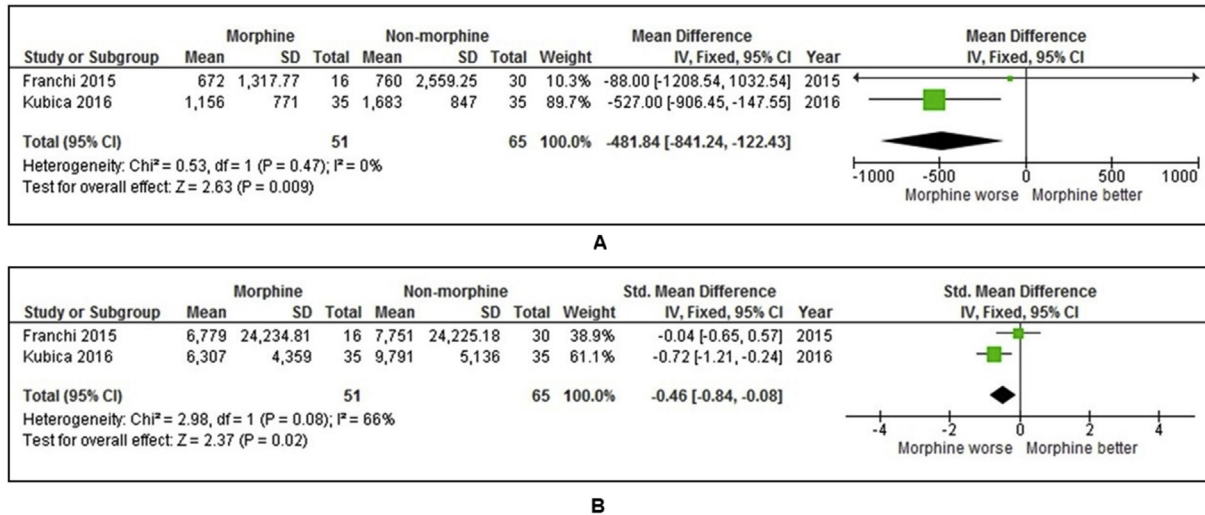 Morphine Non-morphine Mean Difference Mean Difference
Study or Subgroup Mean SD Total Mean SD Total Weight IV, Fixed, 95% CI Year IV, Fixed, 95% CI
Franchi 2015 672 1,317.77 16 760 2,559.25 30 10.3% -88.00 [-1208.54, 1032.54] 2015
Kubica 2016 1,156 771 35 1,683 847 35 89.7% -527.00 [-906.45, -147.55] 2016
Total (95% CI) 51 65 100.0% -481.84 [-841.24, -122.43]
Heterogeneity: Chi² = 0.53, df = 1 (P = 0.47); I² = 0%
Test for overall effect: Z = 2.63 (P = 0.009)
-1000 -500 0 500 1000
Morphine worse Morphine better
A
Morphine Non-morphine Std. Mean Difference Std. Mean Difference
Study or Subgroup Mean SD Total Mean SD Total Weight IV, Fixed, 95% CI Year IV, Fixed, 95% CI
Franchi 2015 6,779 24,234.81 16 7,751 24,225.18 30 38.9% -0.04 [-0.65, 0.57] 2015
Kubica 2016 6,307 4,359 35 9,791 5,136 35 61.1% -0.72 [-1.21, -0.24] 2016
Total (95% CI) 51 65 100.0% -0.46 [-0.84, -0.08]
Heterogeneity: Chi² = 2.98, df = 1 (P = 0.08); I² = 66%
Test for overall effect: Z = 2.37 (P = 0.02)
-4 -2 0 2 4
Morphine worse Morphine better
B